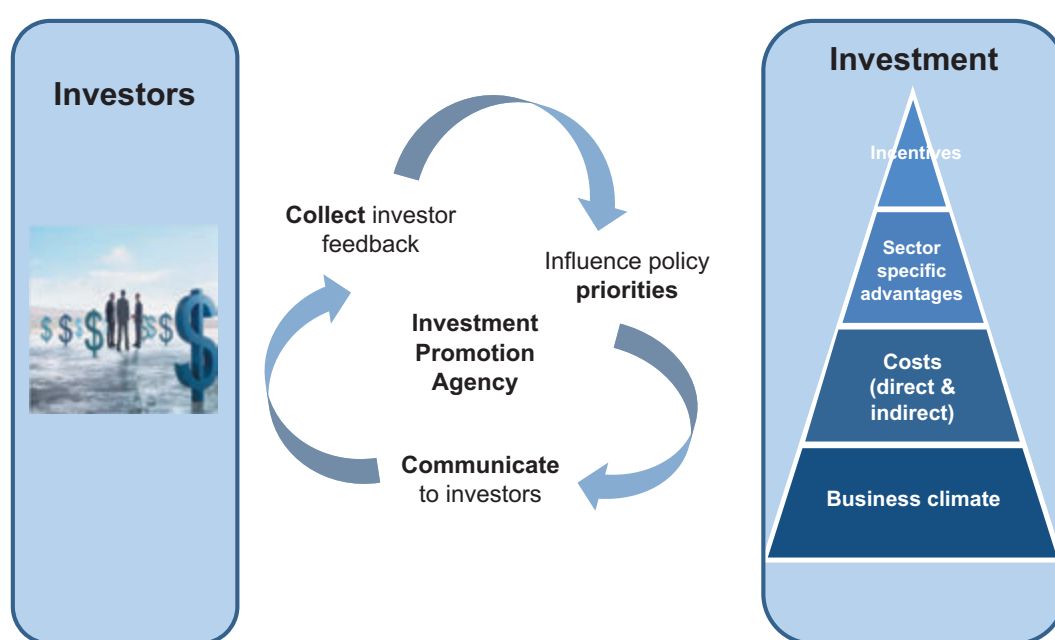 Investors
Collect investor
feedback
Influence policy
priorities
Investment
Promotion
Agency
Communicate
to investors
Investment
Incentives
Sector
specific
advantages
Costs
(direct &
indirect)
Business climate